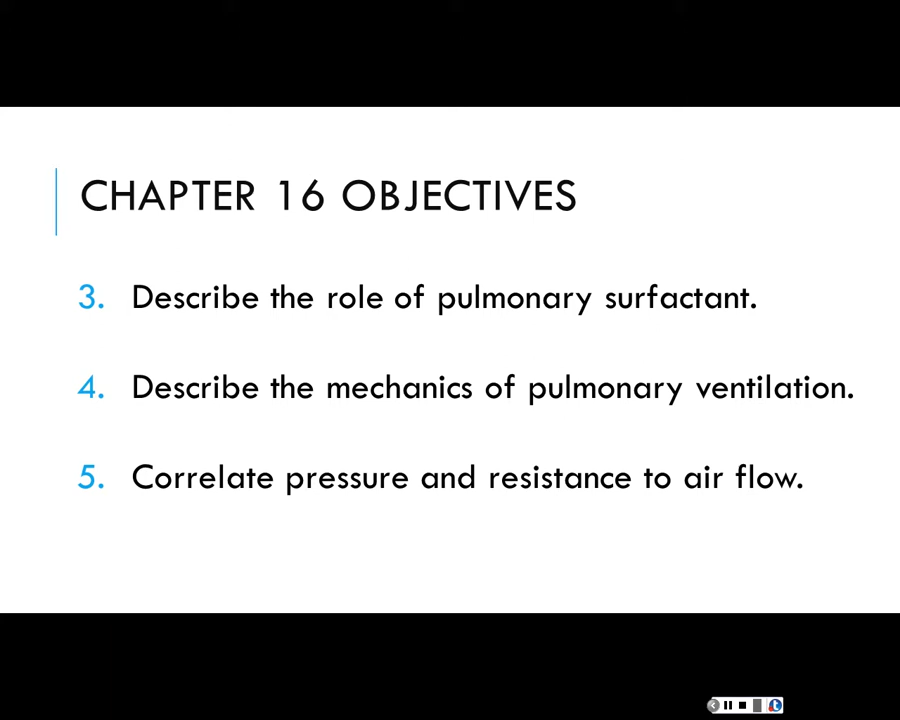 CHAPTER 16 OBJECTIVES
3. Describe the role of pulmonary surfactant.
4. Describe the mechanics of pulmonary ventilation.
5. Correlate pressure and resistance to air flow.